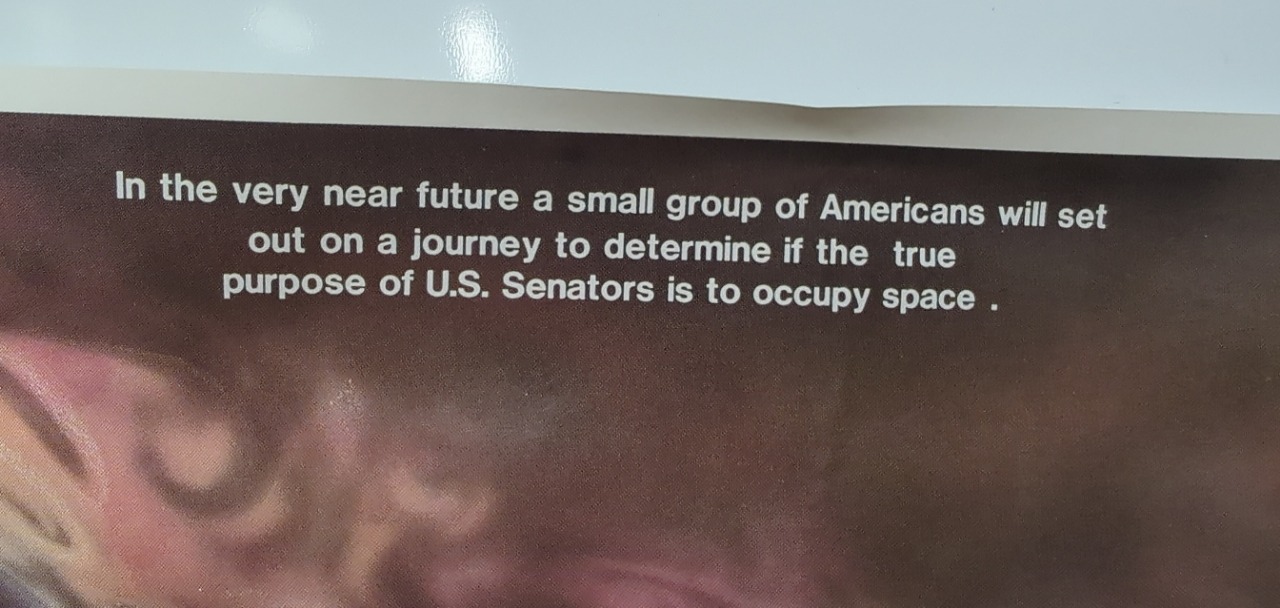 In the very near future a small group of Americans will set
out on a journey to determine if the true
purpose of U.S. Senators is to occupy space .